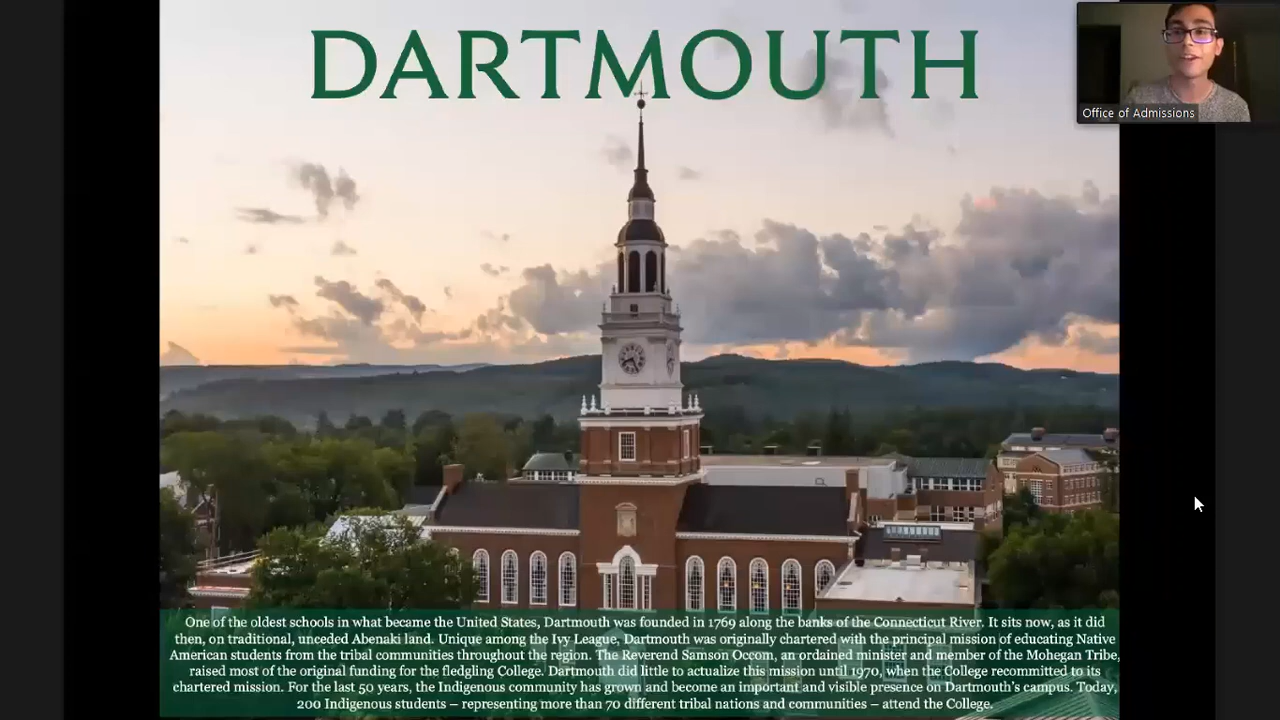 DARTMOUTH
Office of Admissions
One of the oldest schools in what became the United States, Dartmouth was founded in 1769 along the banks of the Connecticut River. It sits now, as it did
then, on traditional, unceded Abenaki land. Unique among the Ivy League, Dartmouth was originally chartered with the principal mission of educating Native
American students from the tribal communities throughout the region. The Reverend Samson Occom, an ordained minister and member of the Mohegan Tribe,
raised most of the original funding for the fledgling College. Dartmouth did little to actualize this mission until 1970, when the College recommitted to its
chartered mission. For the last 50 years, the Indigenous community has grown and become an important and visible presence on Dartmouth's campus. Today,
200 Indigenous students – representing more than 70 different tribal nations and communities – attend the College.